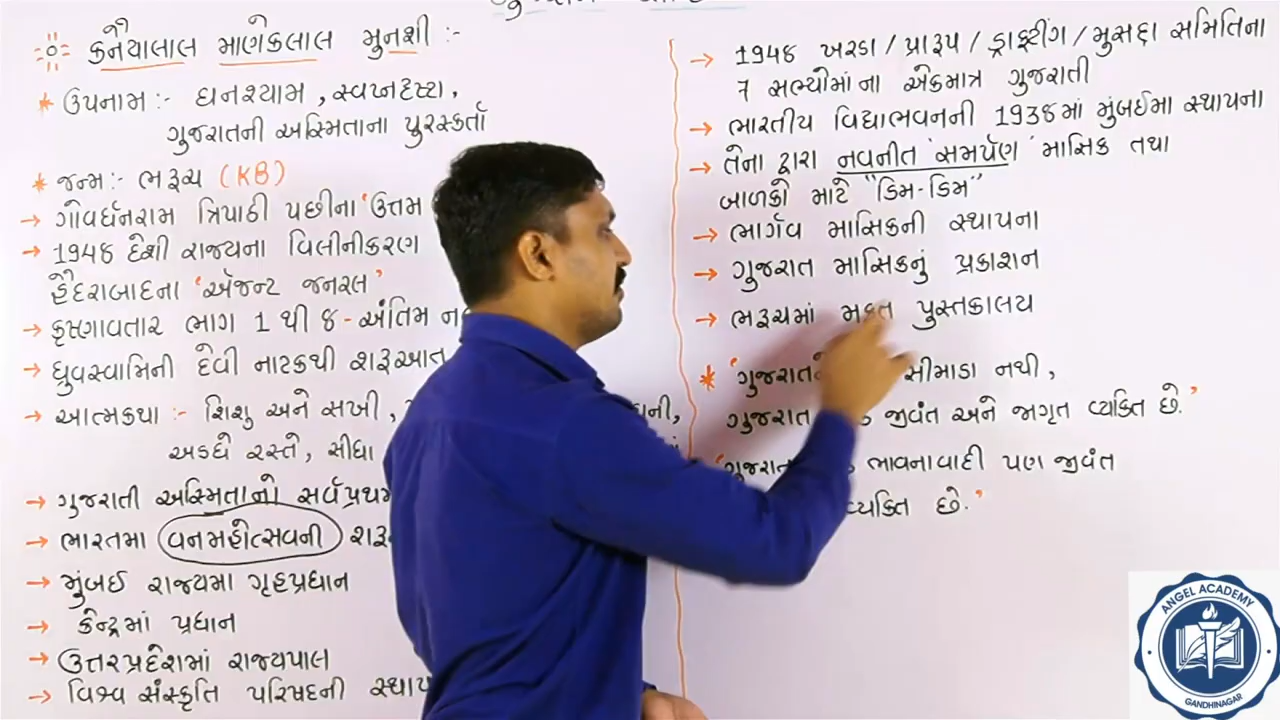 કનૈયાલાલ માણેકલાલ મુનશી :-
* ઉપનામ :- ઘનશ્યામ, સ્વપ્નદૃષ્ટા,
ગુજરાતની અસ્મિતાના પુરસ્કર્તા
* જન્મ :- ભરૂચ (KB)
→ ગોવર્ધનરામ ત્રિપાઠી પછીના 'ઉત્તમ
→ 1948 દેશી રાજ્યના વિલીનીકરણ
હૈદરાબાદના 'ઍજન્ટ જનરલ'
→ કૃષ્ણાવતાર ભાગ 1 થી 8 - અંતિમ
→ ધ્રુવસ્વામિની દેવી નાટકથી શરૂઆત
→ આત્મકથા :- શિશુ અને સખી,
અડધે રસ્તે, સીધા
→ ગુજરાતી અસ્મિતાનો સર્વપ્રથમ
→ ભારતમા વનમહોત્સવની
→ મુંબઈ રાજ્યમા ગૃહપ્રધાન
→ કેન્દ્રમાં પ્રધાન
→ ઉત્તરપ્રદેશમાં રાજ્યપાલ
→ વિશ્વ સંસ્કૃતિ પરિષદની
→ 1948 ખરડા / પ્રારૂપ / ડ્રાફ્ટીંગ / મુસદ્દા સમિતિના
7 સભ્યોમાં ના એકમાત્ર ગુજરાતી
→ ભારતીય વિદ્યાભવનની 1938માં મુંબઈમા સ્થાપના
→ તેના દ્વારા નવનીત સમર્પણ માસિક તથા
બાળકો માટે "ડિમ-ડિમ"
→ ભાર્ગવ માસિકની સ્થાપના
→ ગુજરાત માસિકનું પ્રકાશન
→ ભરૂચમાં મફત પુસ્તકાલય
* સીમાડા નથી,
ગુજરાત જીવંત અને જાગૃત વ્યક્તિ છે.'
ભાવનાવાદી પણ જીવંત
વ્યક્તિ છે.'
ANGEL ACADEMY
GANDHINAGAR